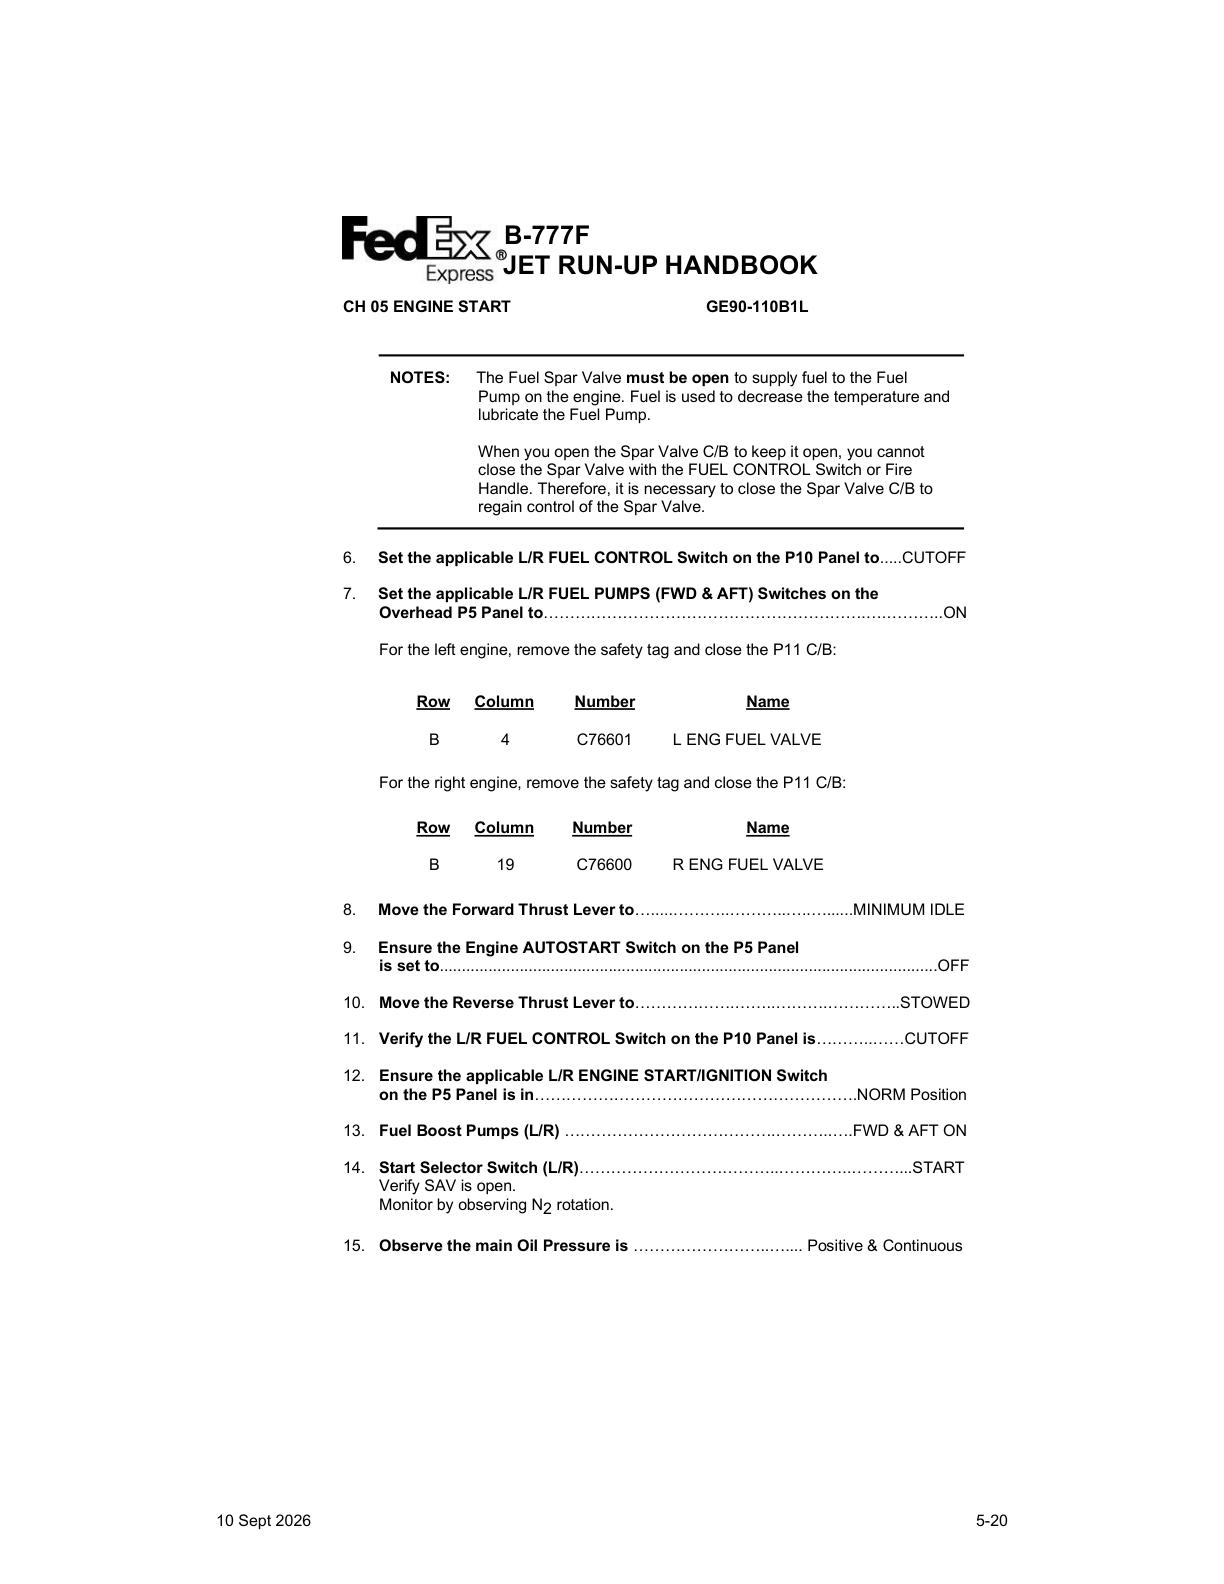 FedEx
Express ®
B-777F
JET RUN-UP HANDBOOK
CH 05 ENGINE START GE90-110B1L
NOTES: The Fuel Spar Valve must be open to supply fuel to the Fuel
Pump on the engine. Fuel is used to decrease the temperature and
lubricate the Fuel Pump.
When you open the Spar Valve C/B to keep it open, you cannot
close the Spar Valve with the FUEL CONTROL Switch or Fire
Handle. Therefore, it is necessary to close the Spar Valve C/B to
regain control of the Spar Valve.
6. Set the applicable L/R FUEL CONTROL Switch on the P10 Panel to.....CUTOFF
7. Set the applicable L/R FUEL PUMPS (FWD & AFT) Switches on the
Overhead P5 Panel to…………………………………………………….….………..ON
For the left engine, remove the safety tag and close the P11 C/B:
Row Column Number Name
B 4 C76601 L ENG FUEL VALVE
For the right engine, remove the safety tag and close the P11 C/B:
Row Column Number Name
B 19 C76600 R ENG FUEL VALVE
8. Move the Forward Thrust Lever to….....………..………..….…......MINIMUM IDLE
9. Ensure the Engine AUTOSTART Switch on the P5 Panel
is set to................................................................................................................OFF
10. Move the Reverse Thrust Lever to……………….……..……….…………..STOWED
11. Verify the L/R FUEL CONTROL Switch on the P10 Panel is………..……CUTOFF
12. Ensure the applicable L/R ENGINE START/IGNITION Switch
on the P5 Panel is in…………………………………………………….NORM Position
13. Fuel Boost Pumps (L/R) …………………………………..………..….FWD & AFT ON
14. Start Selector Switch (L/R)………………………………..………….………...START
Verify SAV is open.
Monitor by observing N2 rotation.
15. Observe the main Oil Pressure is ……………………..….... Positive & Continuous
10 Sept 2026 5-20